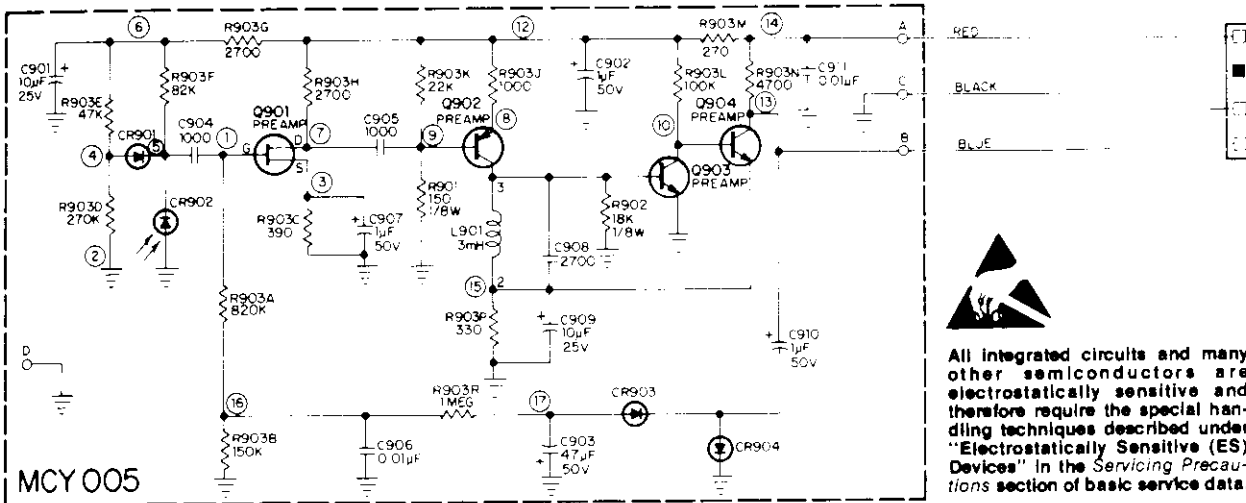 6
12
14
A
RED
R903G
2700
R903M
270
C901
10µF
25V
R903F
82K
R903H
2700
R903K
22K
R903J
1000
C902
1µF
50V
R903L
100K
R903N
4700
C911
0.01µF
C
BLACK
R903E
47K
Q901
PREAMP
Q902
PREAMP
Q904
PREAMP
13
CR901
C904
1000
1
G
D
S
7
C905
1000
9
8
10
B
BLUE
4
5
Q903
PREAMP
R903D
270K
CR902
3
R903C
390
C907
1µF
50V
R901
150
1/8W
3
L901
3mH
C908
2700
R902
18K
1/8W
2
R903A
820K
15
2
R903P
330
C909
10µF
25V
C910
1µF
50V
D
16
R903R
1 MEG
17
CR903
R903B
150K
C906
0.01µF
C903
47µF
50V
CR904
MCY 005
All integrated circuits and many
other semiconductors are
electrostatically sensitive and
therefore require the special han-
dling techniques described under
"Electrostatically Sensitive (ES)
Devices" in the Servicing Precau-
tions section of basic service data